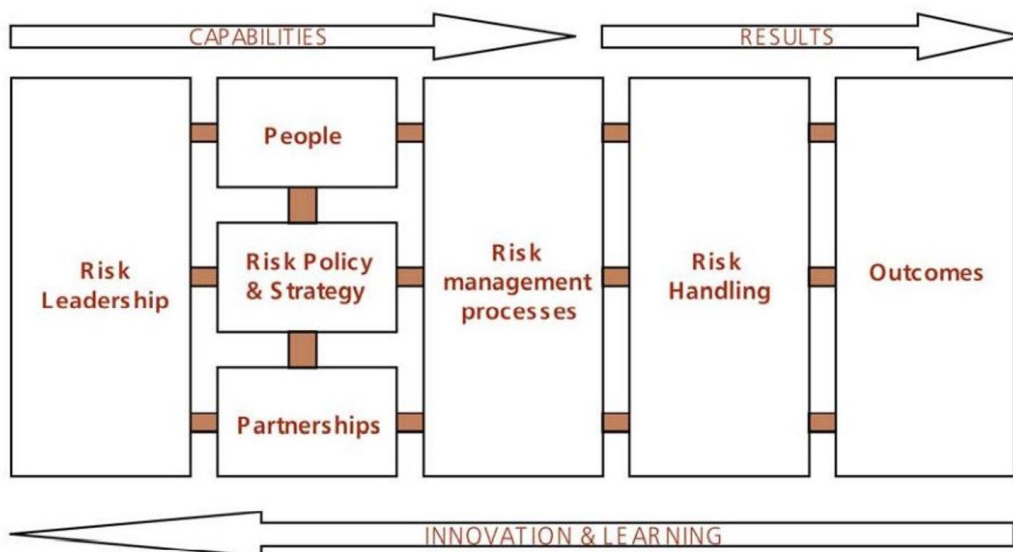 CAPABILITIES
RESULTS
Risk
Leadership
People
Risk Policy
& Strategy
Partnerships
Risk
management
processes
Risk
Handling
Outcomes
INNOVATION & LEARNING